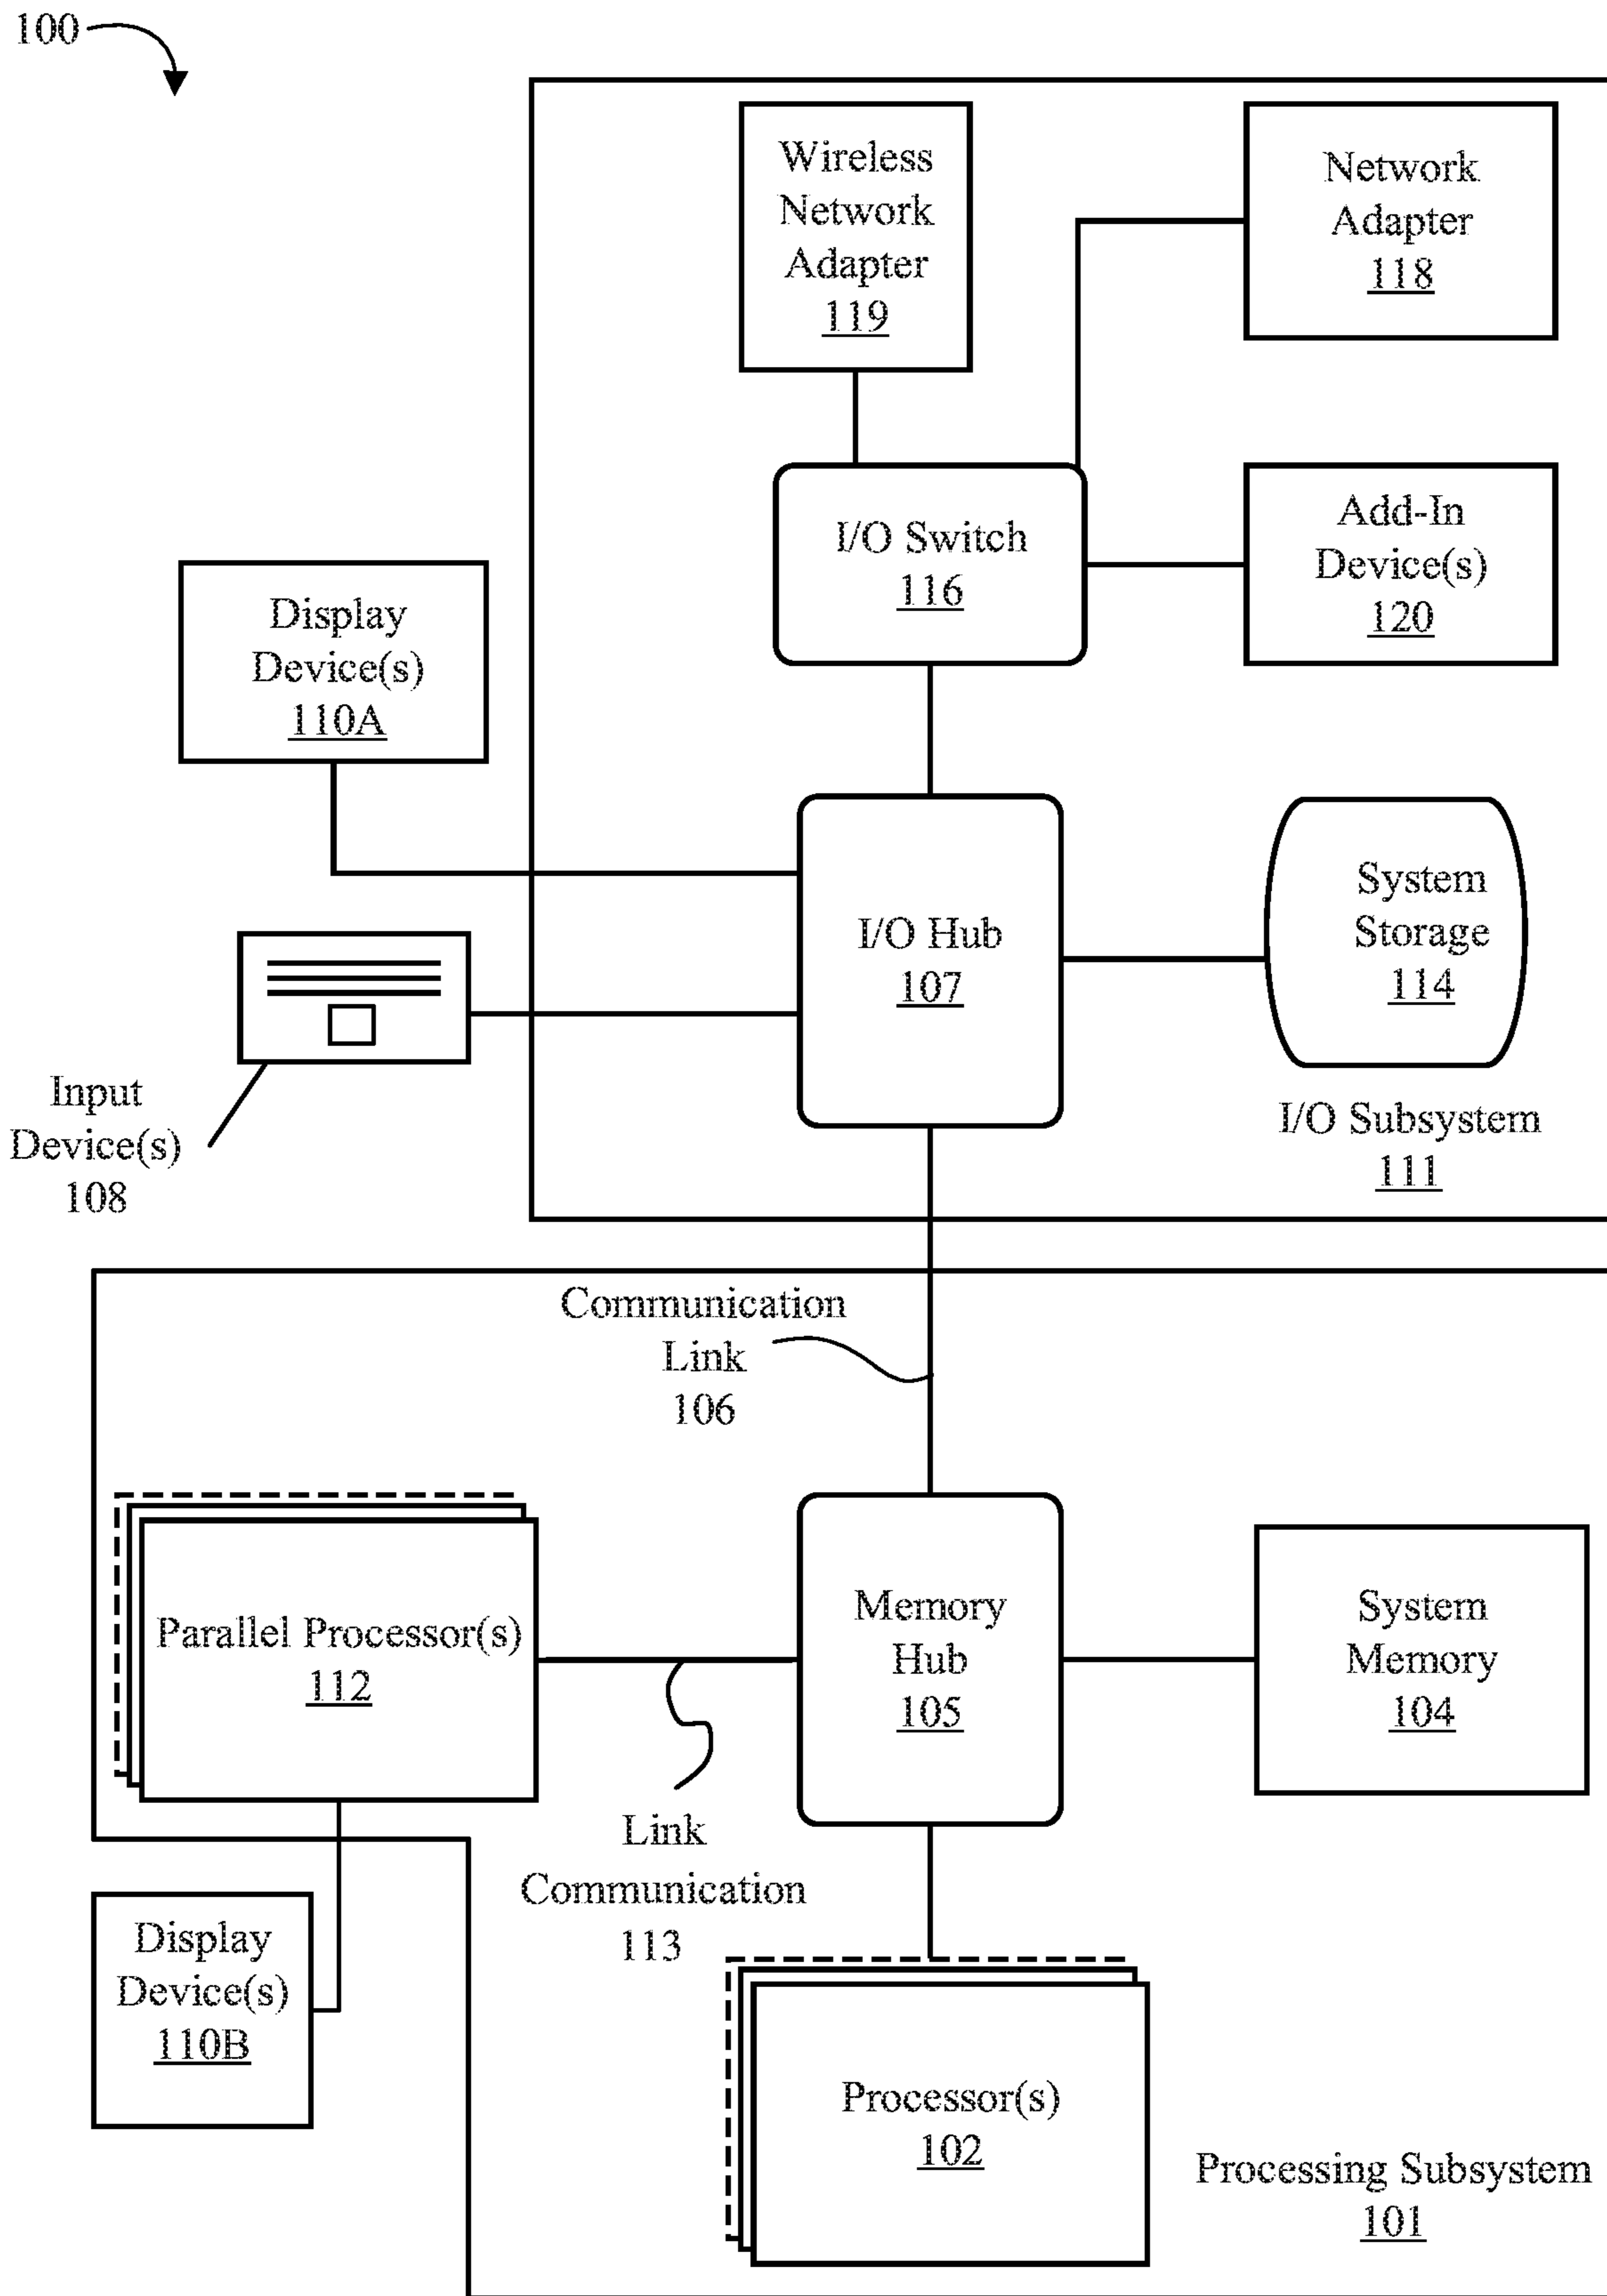 100
Wireless
Network
Adapter
119
Network
Adapter
118
I/O Switch
116
Add-In
Device(s)
120
Display
Device(s)
110A
I/O Hub
107
System
Storage
114
Input
Device(s)
108
I/O Subsystem
111
Communication
Link
106
Parallel Processor(s)
112
Memory
Hub
105
System
Memory
104
Link
Communication
113
Display
Device(s)
110B
Processor(s)
102
Processing Subsystem
101